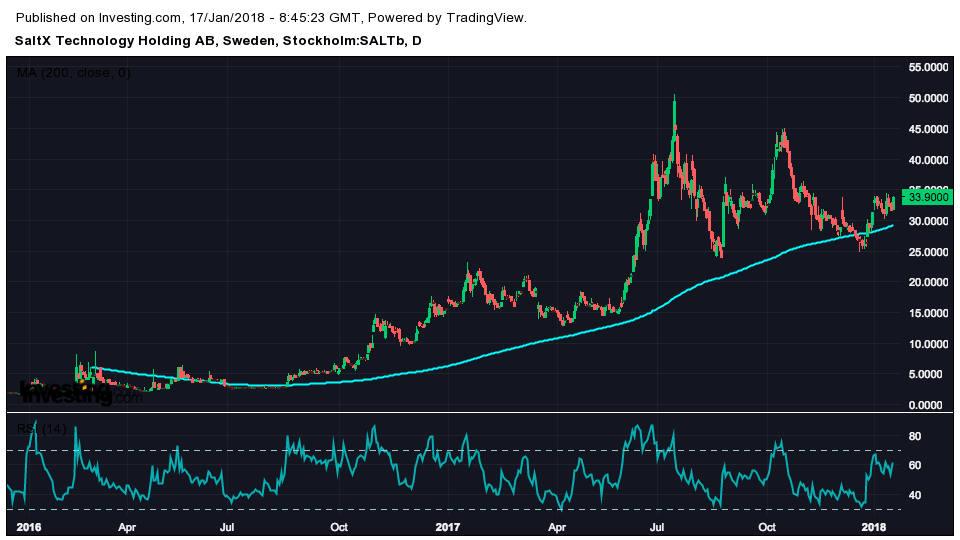 Published on Investing.com, 17/Jan/2018 - 8:45:23 GMT, Powered by TradingView.
SaltX Technology Holding AB, Sweden, Stockholm:SALTb, D
MA (200, close, 0)
55.0000
50.0000
45.0000
40.0000
35.0000
33.9000
30.0000
25.0000
20.0000
15.0000
10.0000
5.0000
0.0000
Investing.com
RSI (14)
80
60
40
2016 Apr Jul Oct 2017 Apr Jul Oct 2018